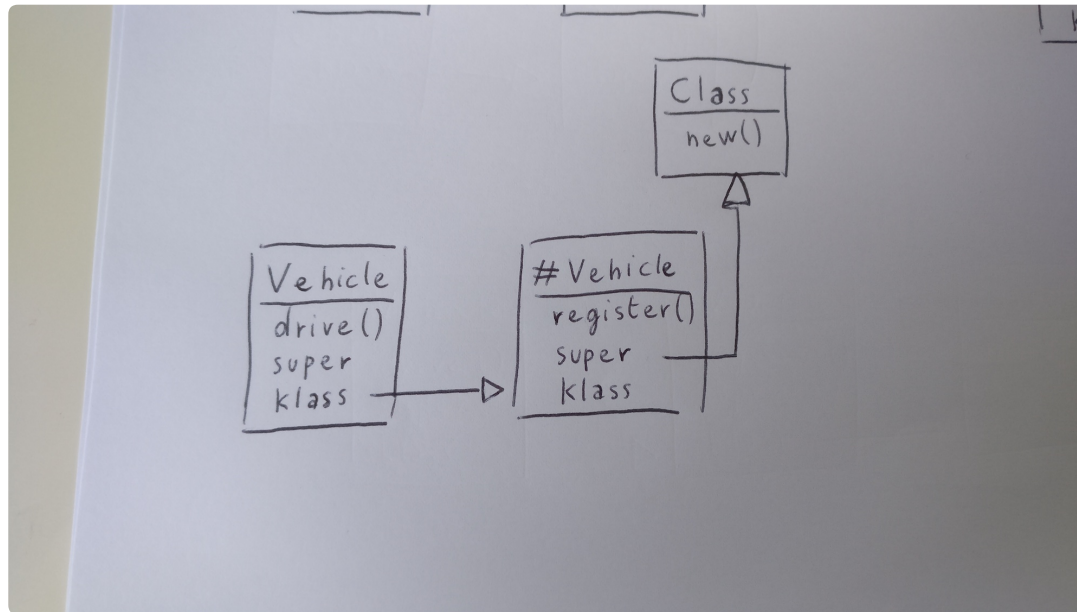 Class
new()
Vehicle
drive()
super
klass
#Vehicle
register()
super
klass